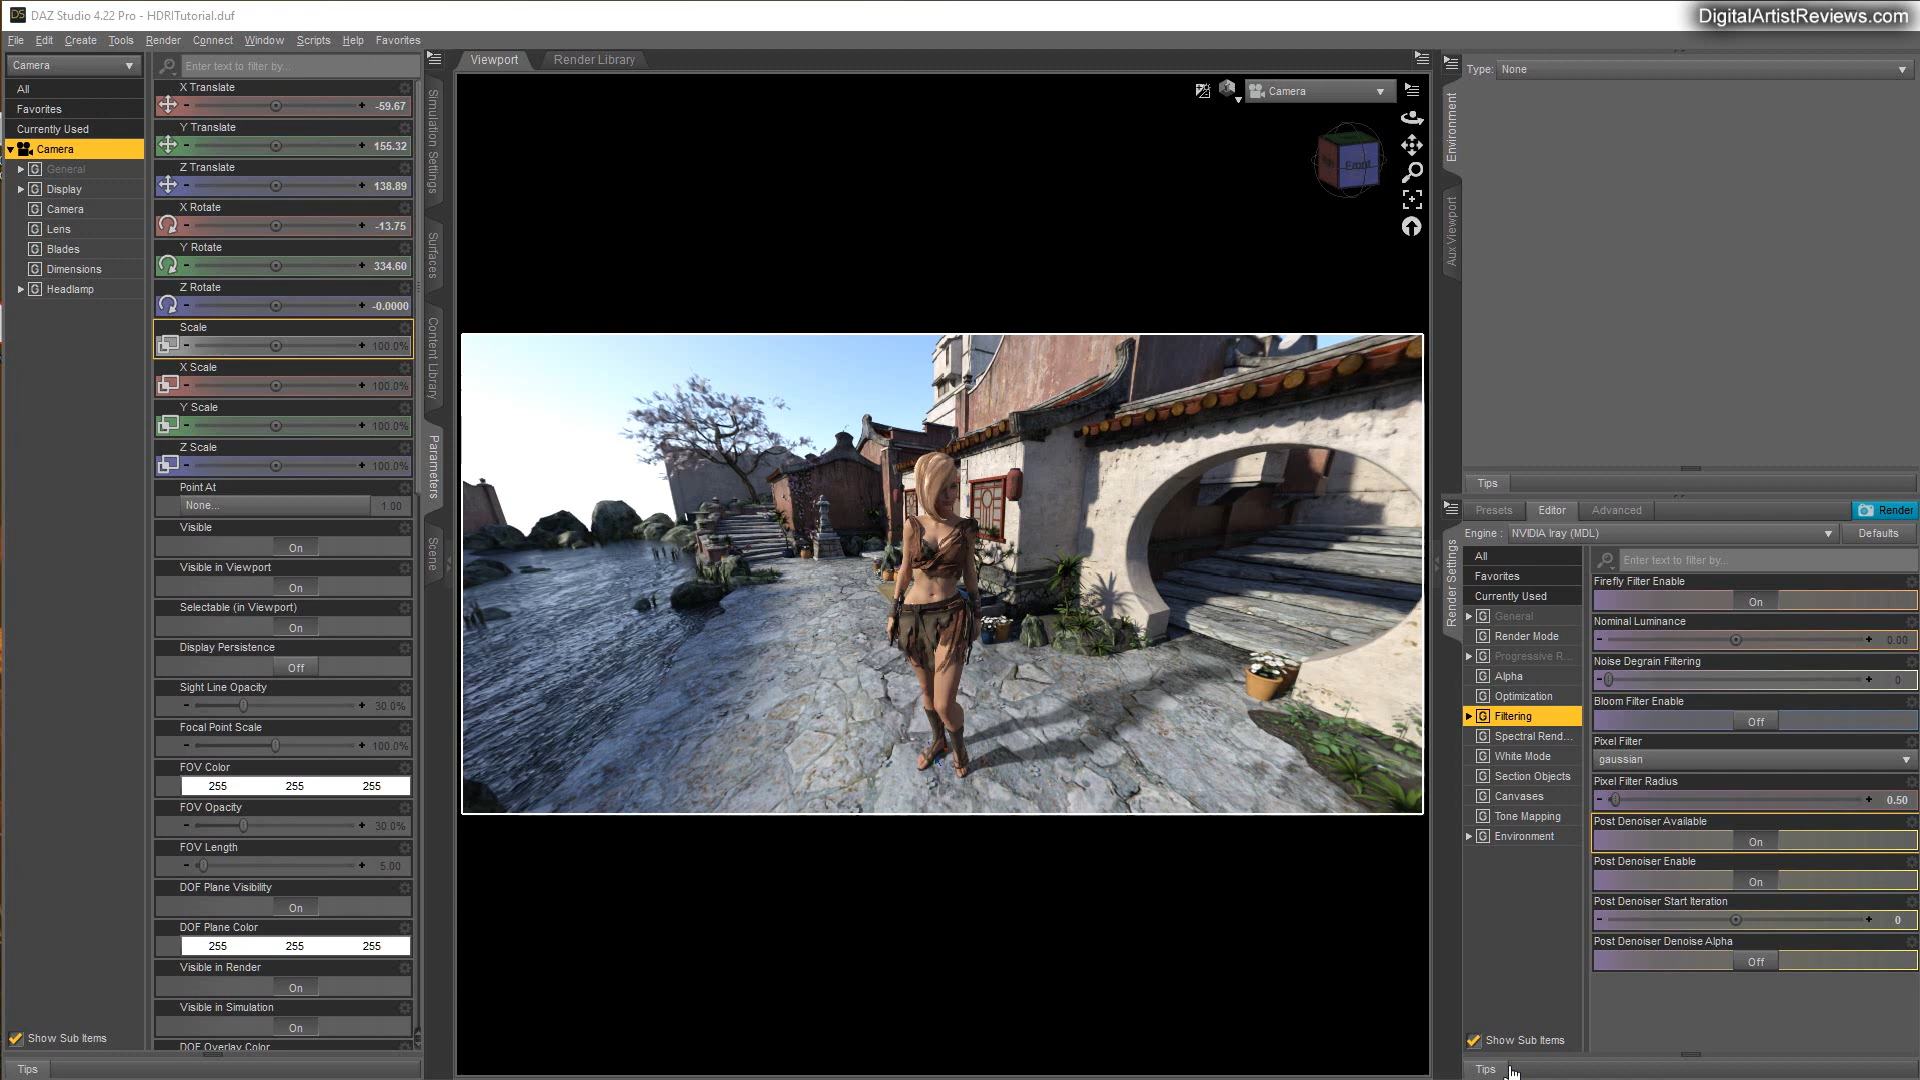 DS DAZ Studio 4.22 Pro - HDRITutorial.duf
DigitalArtistReviews.com
File Edit Create Tools Render Connect Window Scripts Help Favorites
Camera
Enter text to filter by...
All
Favorites
Currently Used
Camera
General
Display
Camera
Lens
Blades
Dimensions
Headlamp
Show Sub Items
Tips
X Translate
-59.67
Y Translate
155.32
Z Translate
138.89
X Rotate
-13.75
Y Rotate
334.60
Z Rotate
-0.0000
Scale
100.0%
X Scale
100.0%
Y Scale
100.0%
Z Scale
100.0%
Point At
None...
1.00
Visible
On
Visible in Viewport
On
Selectable (in Viewport)
On
Display Persistence
Off
Sight Line Opacity
30.0%
Focal Point Scale
100.0%
FOV Color
255 255 255
FOV Opacity
30.0%
FOV Length
5.00
DOF Plane Visibility
On
DOF Plane Color
255 255 255
Visible in Render
On
Visible in Simulation
On
DOF Overlay Color
Simulation Settings
Surfaces
Content Library
Parameters
Scene
Viewport Render Library
Camera
Front
Environment
Aux Viewport
Type: None
Tips
Render Settings
Presets Editor Advanced Render
Engine : NVIDIA Iray (MDL) Defaults
All
Favorites
Currently Used
General
Render Mode
Progressive R...
Alpha
Optimization
Filtering
Spectral Rend...
White Mode
Section Objects
Canvases
Tone Mapping
Environment
Show Sub Items
Tips
Enter text to filter by...
Firefly Filter Enable
On
Nominal Luminance
0.00
Noise Degrain Filtering
0
Bloom Filter Enable
Off
Pixel Filter
gaussian
Pixel Filter Radius
0.50
Post Denoiser Available
On
Post Denoiser Enable
On
Post Denoiser Start Iteration
0
Post Denoiser Denoise Alpha
Off